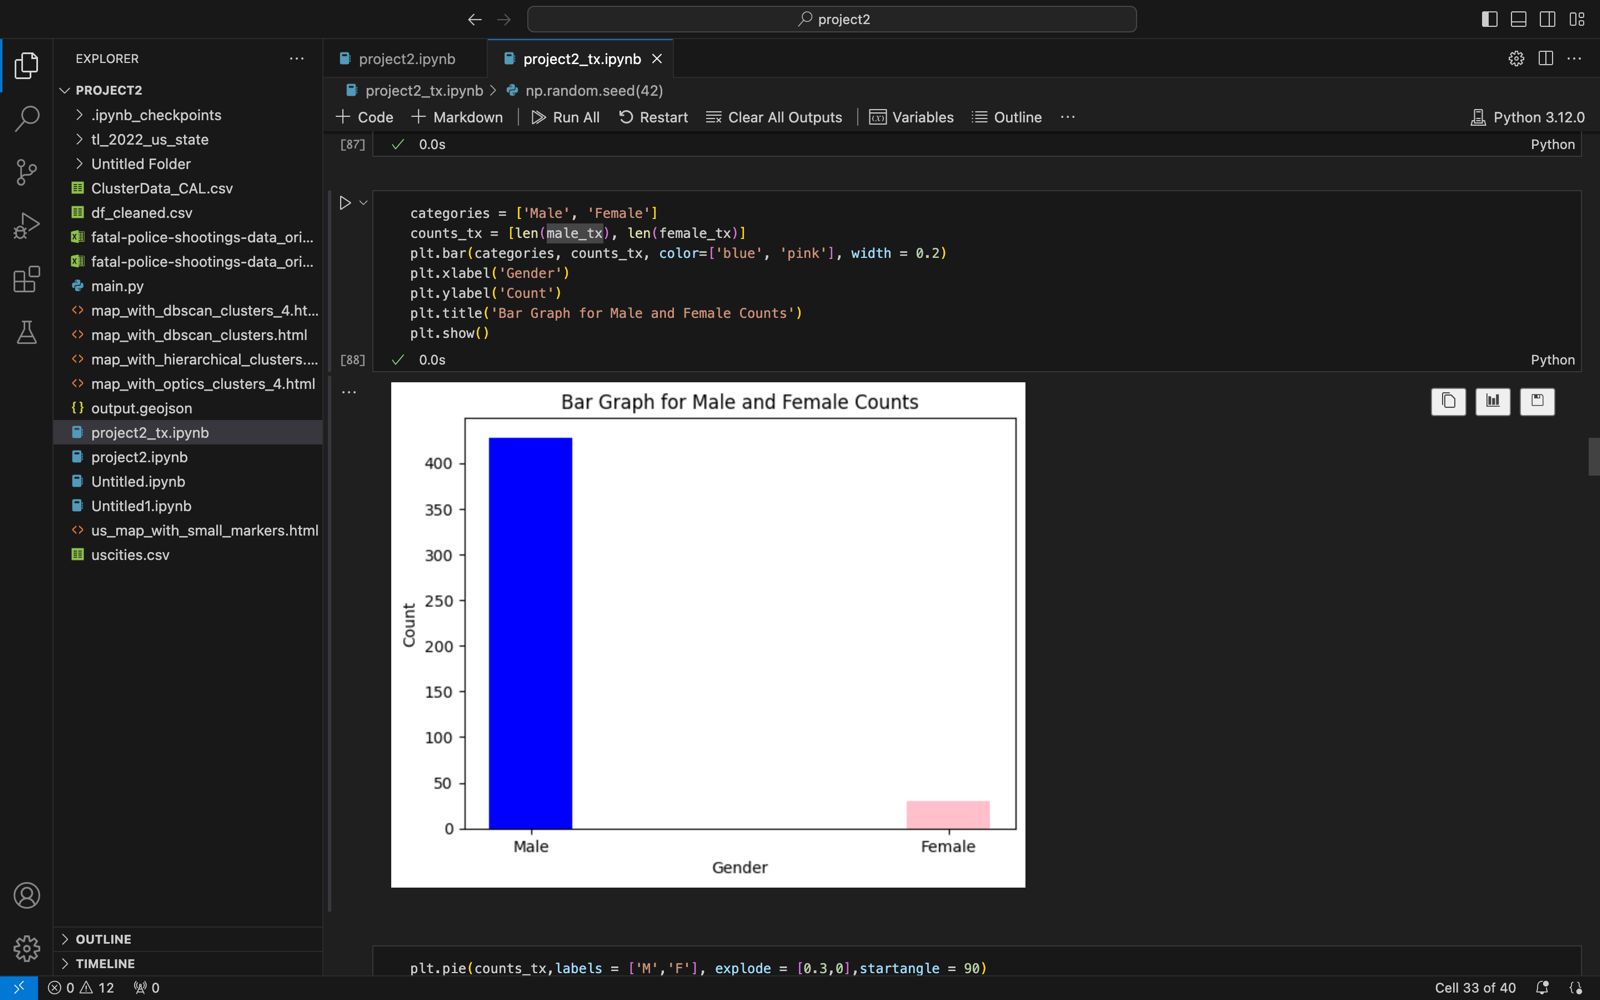 project2
EXPLORER
PROJECT2
.ipynb_checkpoints
tl_2022_us_state
Untitled Folder
ClusterData_CAL.csv
df_cleaned.csv
fatal-police-shootings-data_ori...
fatal-police-shootings-data_ori...
main.py
map_with_dbscan_clusters_4.ht...
map_with_dbscan_clusters.html
map_with_hierarchical_clusters....
map_with_optics_clusters_4.html
output.geojson
project2_tx.ipynb
project2.ipynb
Untitled.ipynb
Untitled1.ipynb
us_map_with_small_markers.html
uscities.csv
OUTLINE
TIMELINE
project2.ipynb project2_tx.ipynb
project2_tx.ipynb > np.random.seed(42)
+ Code + Markdown Run All Restart Clear All Outputs Variables Outline ... Python 3.12.0
[87] 0.0s Python
categories = ['Male', 'Female']
counts_tx = [len(male_tx), len(female_tx)]
plt.bar(categories, counts_tx, color=['blue', 'pink'], width = 0.2)
plt.xlabel('Gender')
plt.ylabel('Count')
plt.title('Bar Graph for Male and Female Counts')
plt.show()
[88] 0.0s Python
Bar Graph for Male and Female Counts
400
350
300
250
200
150
100
50
0
Count
Male Female
Gender
plt.pie(counts_tx,labels = ['M','F'], explode = [0.3,0],startangle = 90)
0 12 0 Cell 33 of 40